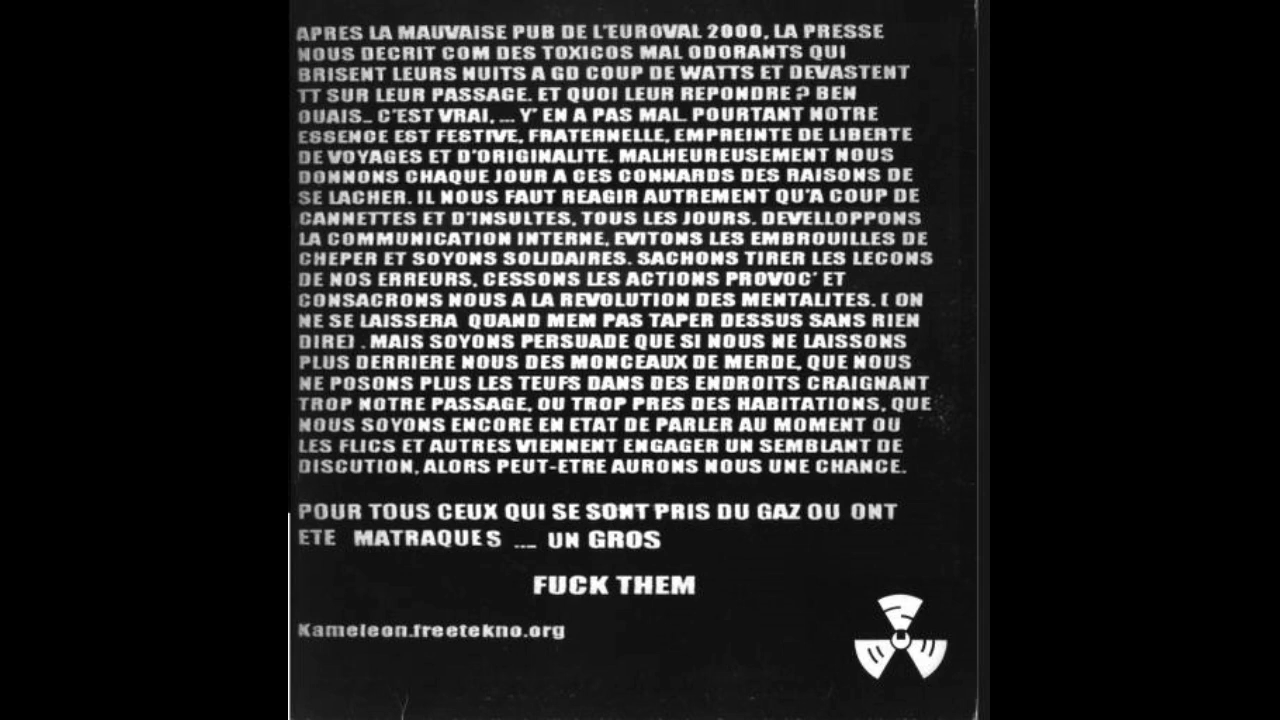 APRES LA MAUVAISE PUB DE L'EUROVAL 2000, LA PRESSE
NOUS DECRIT COM DES TOXICOS MAL ODORANTS QUI
BRISENT LEURS NUITS A GD COUP DE WATTS ET DEVASTENT
TT SUR LEUR PASSAGE. ET QUOI LEUR REPONDRE ? BEN
OUAIS... C'EST VRAI, ... Y' EN A PAS MAL. POURTANT NOTRE
ESSENCE EST FESTIVE, FRATERNELLE, EMPREINTE DE LIBERTE
DE VOYAGES ET D'ORIGINALITE. MALHEUREUSEMENT NOUS
DONNONS CHAQUE JOUR A CES CONNARDS DES RAISONS DE
SE LACHER. IL NOUS FAUT REAGIR AUTREMENT QU'A COUP DE
CANNETTES ET D'INSULTES, TOUS LES JOURS. DEVELLOPPONS
LA COMMUNICATION INTERNE, EVITONS LES EMBROUILLES DE
CHEPER ET SOYONS SOLIDAIRES. SACHONS TIRER LES LECONS
DE NOS ERREURS, CESSONS LES ACTIONS PROVOC' ET
CONSACRONS NOUS A LA REVOLUTION DES MENTALITES. ( ON
NE SE LAISSERA QUAND MEM PAS TAPER DESSUS SANS RIEN
DIRE) . MAIS SOYONS PERSUADE QUE SI NOUS NE LAISSONS
PLUS DERRIERE NOUS DES MONCEAUX DE MERDE, QUE NOUS
NE POSONS PLUS LES TEUFS DANS DES ENDROITS CRAIGNANT
TROP NOTRE PASSAGE, OU TROP PRES DES HABITATIONS, QUE
NOUS SOYONS ENCORE EN ETAT DE PARLER AU MOMENT OU
LES FLICS ET AUTRES VIENNENT ENGAGER UN SEMBLANT DE
DISCUTION, ALORS PEUT-ETRE AURONS NOUS UNE CHANCE.
POUR TOUS CEUX QUI SE SONT PRIS DU GAZ OU ONT
ETE MATRAQUES .... UN GROS
FUCK THEM
Kameleon.freetekno.org